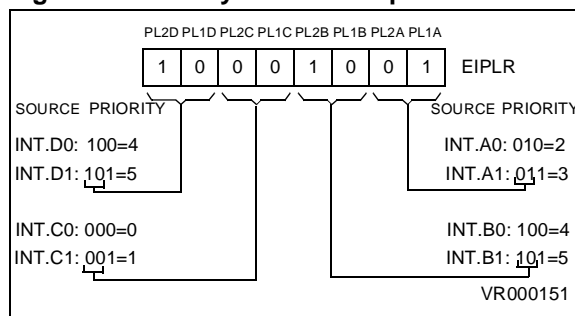 PL2D PL1D PL2C PL1C PL2B PL1B PL2A PL1A
1 0 0 0 1 0 0 1 EIPLR
SOURCE PRIORITY SOURCE PRIORITY
INT.D0: 100=4 INT.A0: 010=2
INT.D1: 101=5 INT.A1: 011=3
INT.C0: 000=0 INT.B0: 100=4
INT.C1: 001=1 INT.B1: 101=5
VR000151